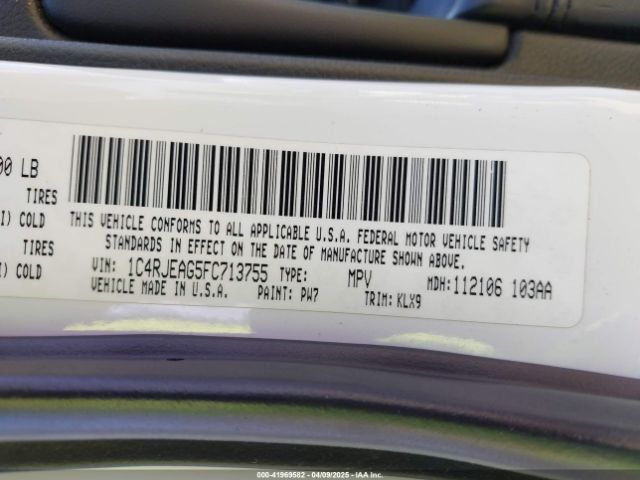 00 LB
TIRES
I) COLD
TIRES
I) COLD
THIS VEHICLE CONFORMS TO ALL APPLICABLE U.S.A. FEDERAL MOTOR VEHICLE SAFETY
STANDARDS IN EFFECT ON THE DATE OF MANUFACTURE SHOWN ABOVE.
VIN: 1C4RJEAG5FC713755 TYPE: MPV MDH: 112106 103AA
VEHICLE MADE IN U.S.A. PAINT: PW7 TRIM: KLX9
000-41969582 | 04/09/2025 | IAA, Inc.